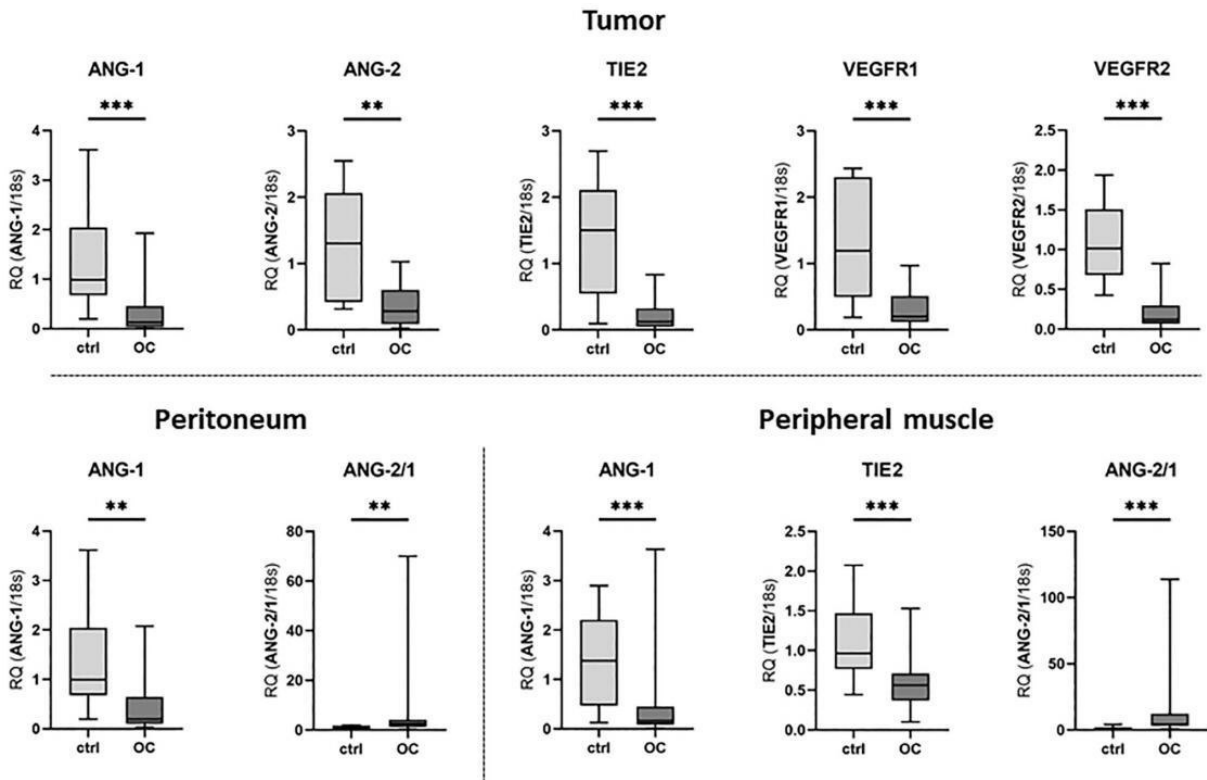 Tumor
ANG-1
***
RQ (ANG-1/18s)
4
3
2
1
0
ctrl OC
ANG-2
**
RQ (ANG-2/18s)
3
2
1
0
ctrl OC
TIE2
***
RQ (TIE2/18s)
3
2
1
0
ctrl OC
VEGFR1
***
RQ (VEGFR1/18s)
3
2
1
0
ctrl OC
VEGFR2
***
RQ (VEGFR2/18s)
2.5
2.0
1.5
1.0
0.5
0.0
ctrl OC
Peritoneum
ANG-1
**
RQ (ANG-1/18s)
4
3
2
1
0
ctrl OC
ANG-2/1
**
RQ (ANG-2/1/18s)
80
60
40
20
0
ctrl OC
Peripheral muscle
ANG-1
***
RQ (ANG-1/18s)
4
3
2
1
0
ctrl OC
TIE2
***
RQ (TIE2/18s)
2.5
2.0
1.5
1.0
0.5
0.0
ctrl OC
ANG-2/1
***
RQ (ANG-2/1/18s)
150
100
50
0
ctrl OC